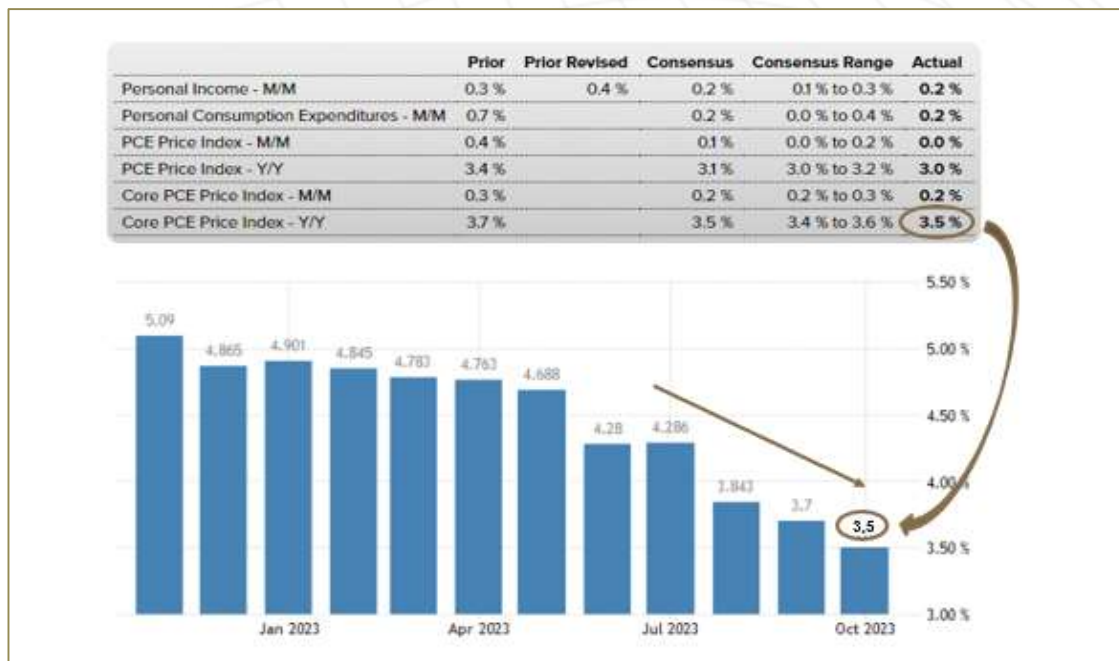 Prior Prior Revised Consensus Consensus Range Actual
Personal Income - M/M 0.3 % 0.4 % 0.2 % 0.1 % to 0.3 % 0.2 %
Personal Consumption Expenditures - M/M 0.7 % 0.2 % 0.0 % to 0.4 % 0.2 %
PCE Price Index - M/M 0.4 % 0.1 % 0.0 % to 0.2 % 0.0 %
PCE Price Index - Y/Y 3.4 % 3.1 % 3.0 % to 3.2 % 3.0 %
Core PCE Price Index - M/M 0.3 % 0.2 % 0.2 % to 0.3 % 0.2 %
Core PCE Price Index - Y/Y 3.7 % 3.5 % 3.4 % to 3.6 % 3.5 %
5.50 %
5.09
4.865 4.901 4.845 4.783 4.763 4.688
5.00 %
4.50 %
4.28 4.286
4.00 %
3.843 3.7 3,5
3.50 %
3.00 %
Jan 2023 Apr 2023 Jul 2023 Oct 2023